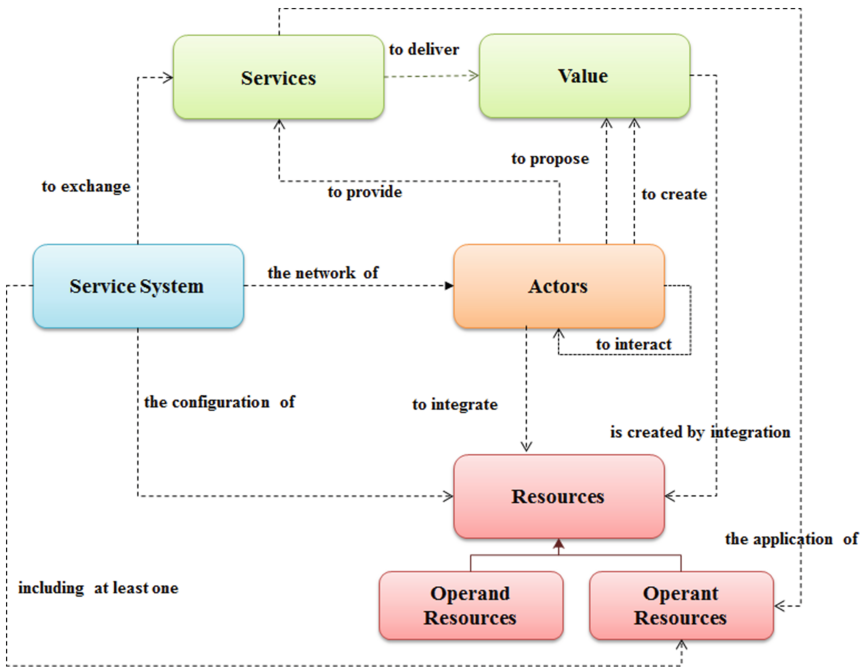 to deliver
Services
Value
to propose
to exchange
to provide
to create
Service System
the network of
Actors
to interact
the configuration of
to integrate
is created by integration
Resources
the application of
including at least one
Operand
Resources
Operant
Resources